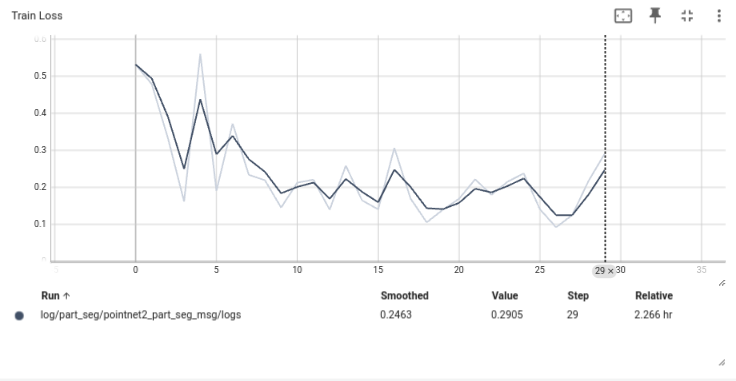 Train Loss
0.5
0.4
0.3
0.2
0.1
0 5 10 15 20 25 29 × 30 35
Run ↑ Smoothed Value Step Relative
log/part_seg/pointnet2_part_seg_msg/logs 0.2463 0.2905 29 2.266 hr